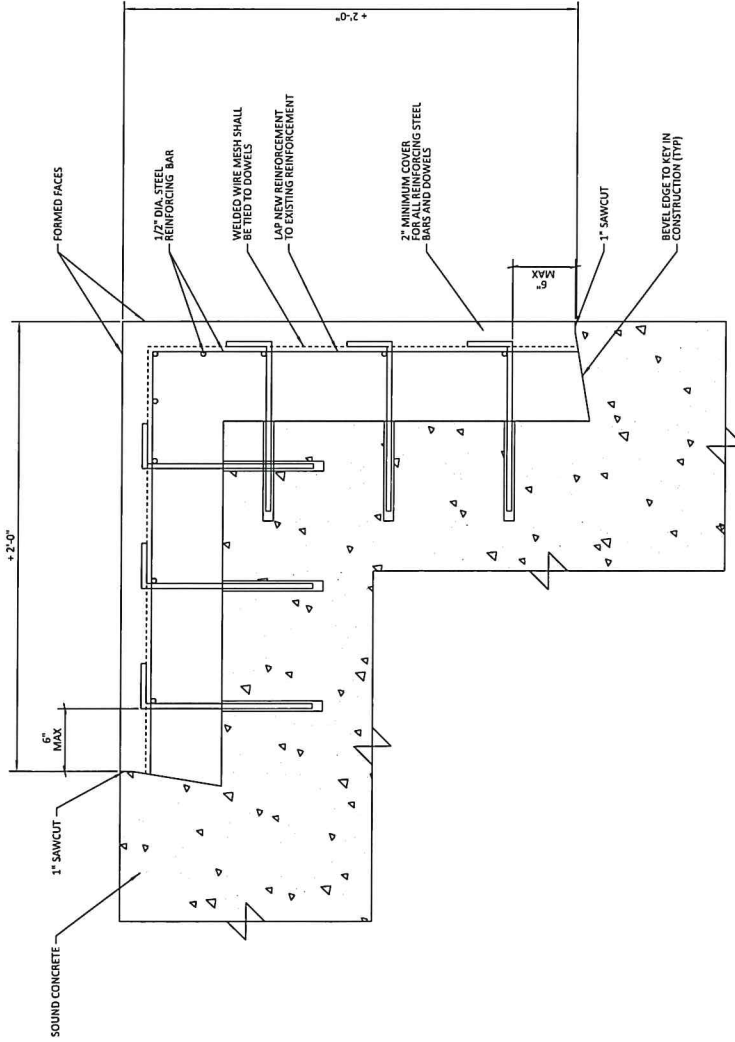 FORMED FACES
± 2'-0"
1/2" DIA. STEEL
REINFORCING BAR
WELDED WIRE MESH SHALL
BE TIED TO DOWELS
LAP NEW REINFORCEMENT
TO EXISTING REINFORCEMENT
2" MINIMUM COVER
FOR ALL REINFORCING STEEL
BARS AND DOWELS
1" SAWCUT
BEVEL EDGE TO KEY IN
CONSTRUCTION (TYP)
6"
MAX
± 2'-0"
6"
MAX
1" SAWCUT
SOUND CONCRETE